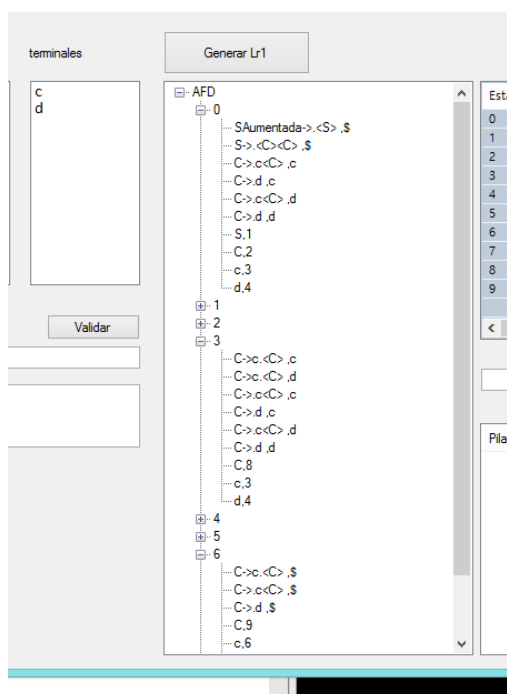 terminales
Generar Lr1
c
d
AFD
0
SAumentada->.<S> ,$
S->.<C><C> ,$
C->.c<C> ,c
C->.d ,c
C->.c<C> ,d
C->.d ,d
S,1
C,2
c,3
d,4
1
2
3
C->c.<C> ,c
C->c.<C> ,d
C->.c<C> ,c
C->.d ,c
C->.c<C> ,d
C->.d ,d
C,8
c,3
d,4
4
5
6
C->c.<C> ,$
C->.c<C> ,$
C->.d ,$
C,9
c,6
Validar
Est
0
1
2
3
4
5
6
7
8
9
Pila